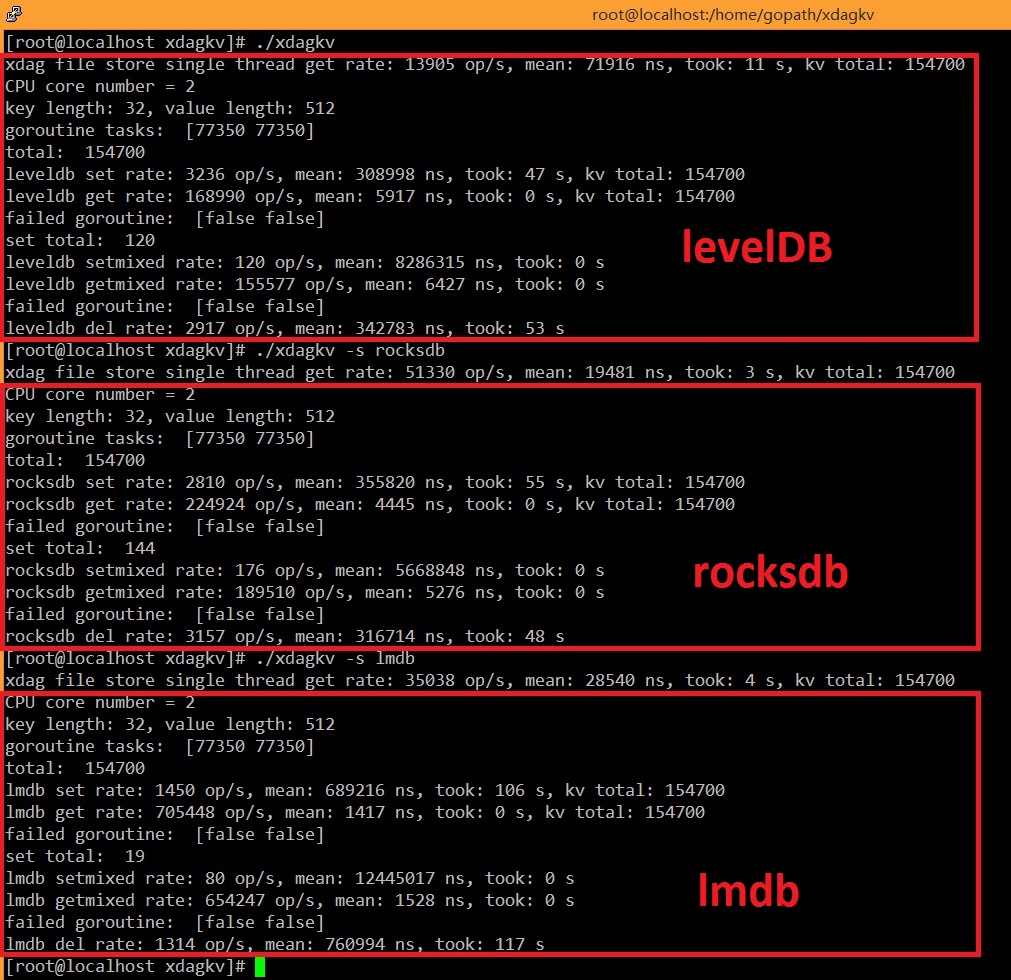 root@localhost:/home/gopath/xdagkv
[root@localhost xdagkv]# ./xdagkv
xdag file store single thread get rate: 13905 op/s, mean: 71916 ns, took: 11 s, kv total: 154700
CPU core number = 2
key length: 32, value length: 512
goroutine tasks:  [77350 77350]
total:  154700
leveldb set rate: 3236 op/s, mean: 308998 ns, took: 47 s, kv total: 154700
leveldb get rate: 168990 op/s, mean: 5917 ns, took: 0 s, kv total: 154700
failed goroutine:  [false false]
set total:  120
levelDB
leveldb setmixed rate: 120 op/s, mean: 8286315 ns, took: 0 s
leveldb getmixed rate: 155577 op/s, mean: 6427 ns, took: 0 s
failed goroutine:  [false false]
leveldb del rate: 2917 op/s, mean: 342783 ns, took: 53 s
[root@localhost xdagkv]# ./xdagkv -s rocksdb
xdag file store single thread get rate: 51330 op/s, mean: 19481 ns, took: 3 s, kv total: 154700
CPU core number = 2
key length: 32, value length: 512
goroutine tasks:  [77350 77350]
total:  154700
rocksdb set rate: 2810 op/s, mean: 355820 ns, took: 55 s, kv total: 154700
rocksdb get rate: 224924 op/s, mean: 4445 ns, took: 0 s, kv total: 154700
failed goroutine:  [false false]
set total:  144
rocksdb setmixed rate: 176 op/s, mean: 5668848 ns, took: 0 s
rocksdb
rocksdb getmixed rate: 189510 op/s, mean: 5276 ns, took: 0 s
failed goroutine:  [false false]
rocksdb del rate: 3157 op/s, mean: 316714 ns, took: 48 s
[root@localhost xdagkv]# ./xdagkv -s lmdb
xdag file store single thread get rate: 35038 op/s, mean: 28540 ns, took: 4 s, kv total: 154700
CPU core number = 2
key length: 32, value length: 512
goroutine tasks:  [77350 77350]
total:  154700
lmdb set rate: 1450 op/s, mean: 689216 ns, took: 106 s, kv total: 154700
lmdb get rate: 705448 op/s, mean: 1417 ns, took: 0 s, kv total: 154700
failed goroutine:  [false false]
set total:  19
lmdb setmixed rate: 80 op/s, mean: 12445017 ns, took: 0 s
lmdb
lmdb getmixed rate: 654247 op/s, mean: 1528 ns, took: 0 s
failed goroutine:  [false false]
lmdb del rate: 1314 op/s, mean: 760994 ns, took: 117 s
[root@localhost xdagkv]#